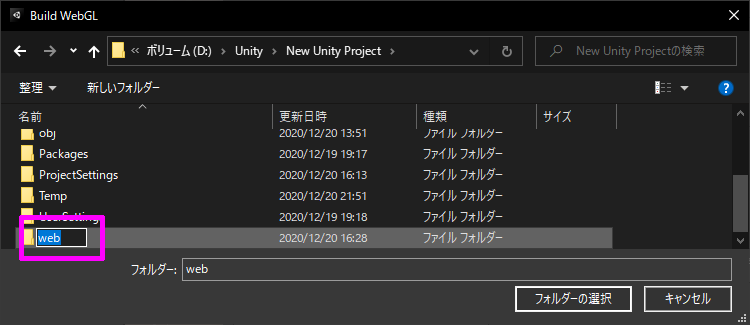 Build WebGL
« ボリューム (D:) › Unity › New Unity Project › New Unity Projectの検索
整理 新しいフォルダー ?
名前 更新日時 種類 サイズ
obj 2020/12/20 13:51 ファイル フォルダー
Packages 2020/12/19 19:17 ファイル フォルダー
ProjectSettings 2020/12/20 16:13 ファイル フォルダー
Temp 2020/12/20 21:51 ファイル フォルダー
UserSetting 2020/12/19 19:18 ファイル フォルダー
web 2020/12/20 16:28 ファイル フォルダー
フォルダー: web
フォルダーの選択 キャンセル